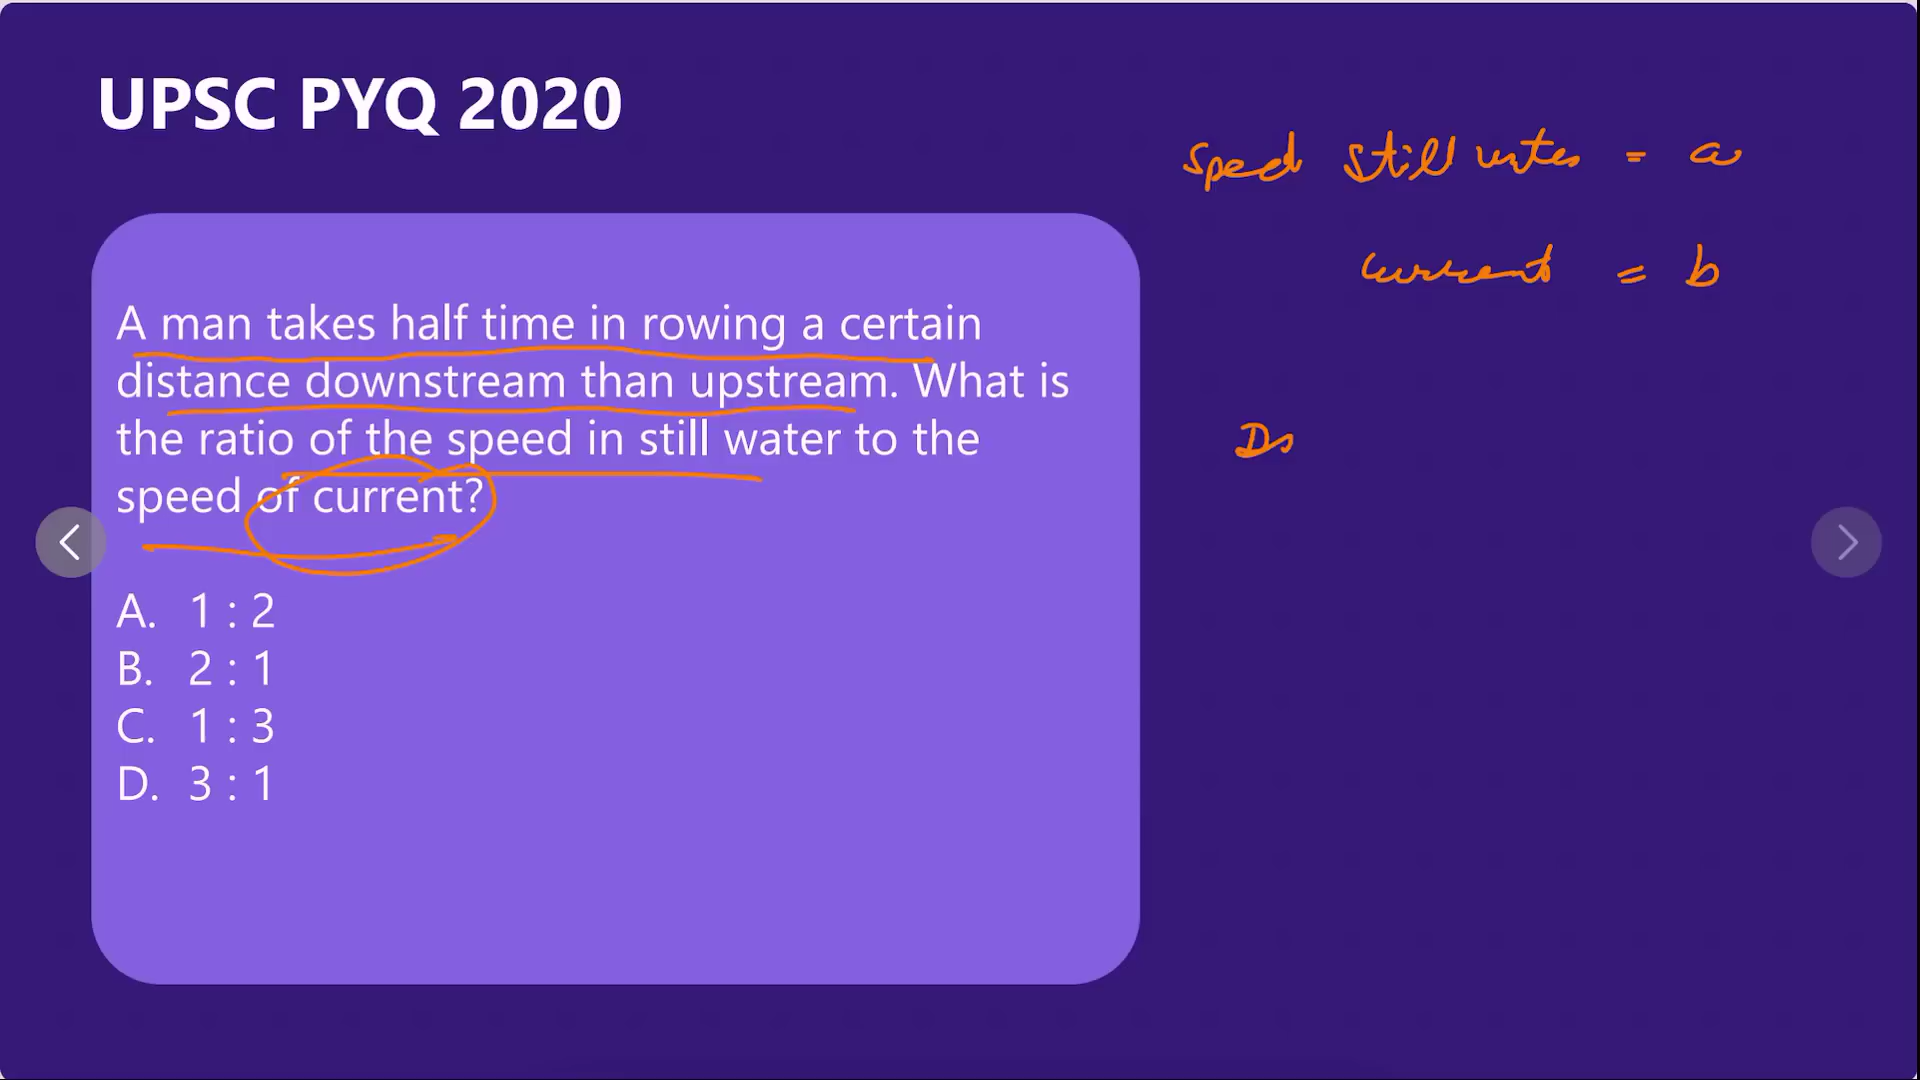 UPSC PYQ 2020
Speed Still water = a
current = b
A man takes half time in rowing a certain
distance downstream than upstream. What is
the ratio of the speed in still water to the
speed of current?
Ds
A. 1 : 2
B. 2 : 1
C. 1 : 3
D. 3 : 1